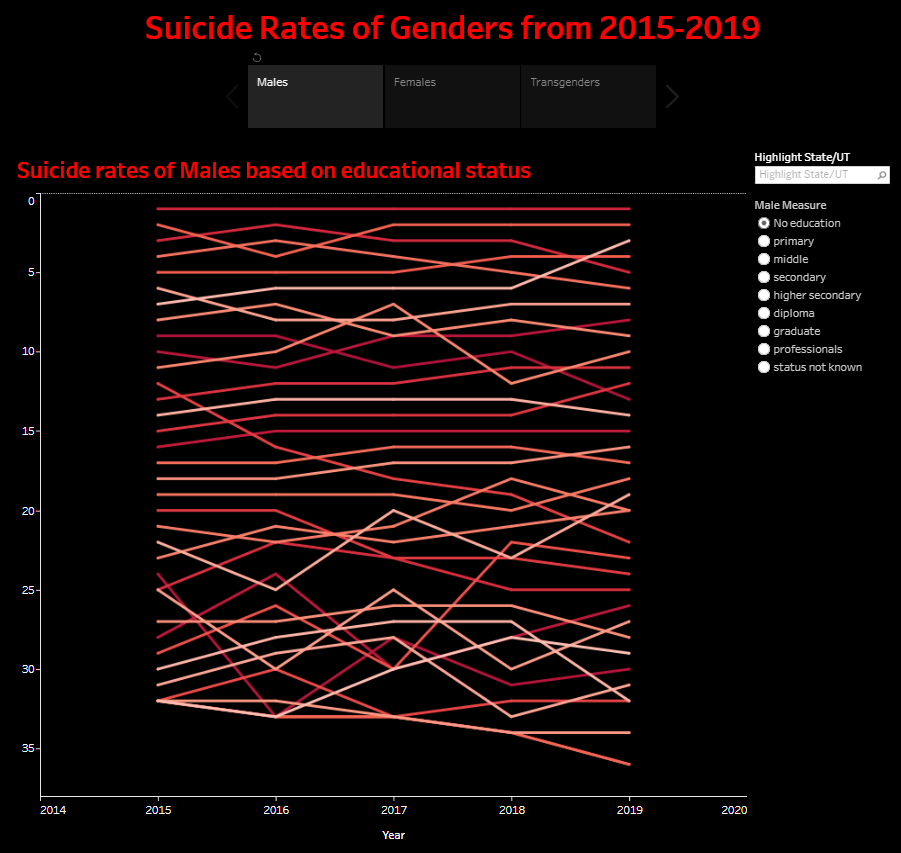 Suicide Rates of Genders from 2015-2019
Males
Females
Transgenders
Suicide rates of Males based on educational status
Highlight State/UT
Highlight State/UT
Male Measure
No education
primary
middle
secondary
higher secondary
diploma
graduate
professionals
status not known
0
5
10
15
20
25
30
35
2014 2015 2016 2017 2018 2019 2020
Year